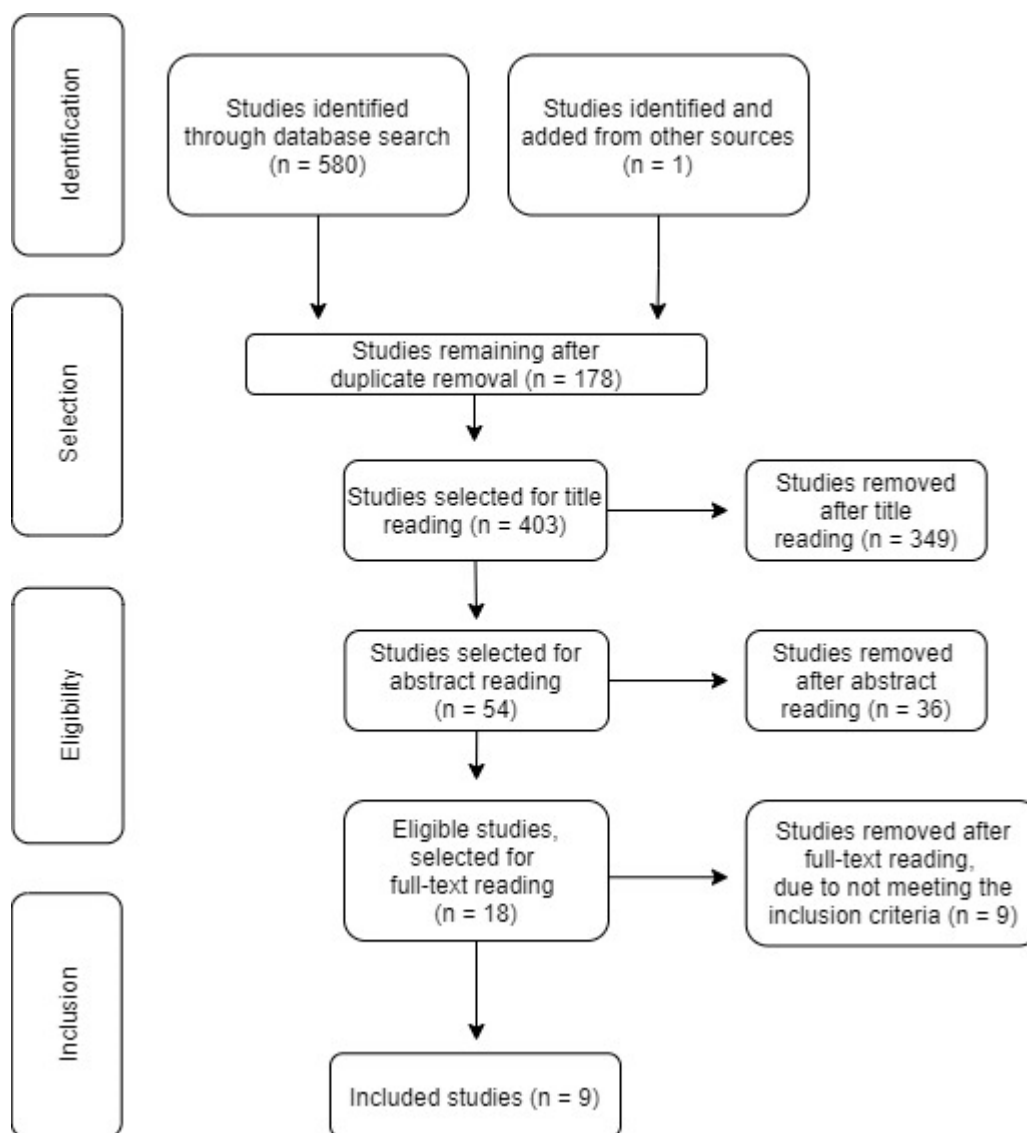 Identification
Studies identified
through database search
(n = 580)
Studies identified and
added from other sources
(n = 1)
Selection
Studies remaining after
duplicate removal (n = 178)
Studies selected for title
reading (n = 403)
Studies removed
after title
reading (n = 349)
Eligibility
Studies selected for
abstract reading
(n = 54)
Studies removed
after abstract
reading (n = 36)
Eligible studies,
selected for
full-text reading
(n = 18)
Studies removed after
full-text reading,
due to not meeting the
inclusion criteria (n = 9)
Inclusion
Included studies (n = 9)